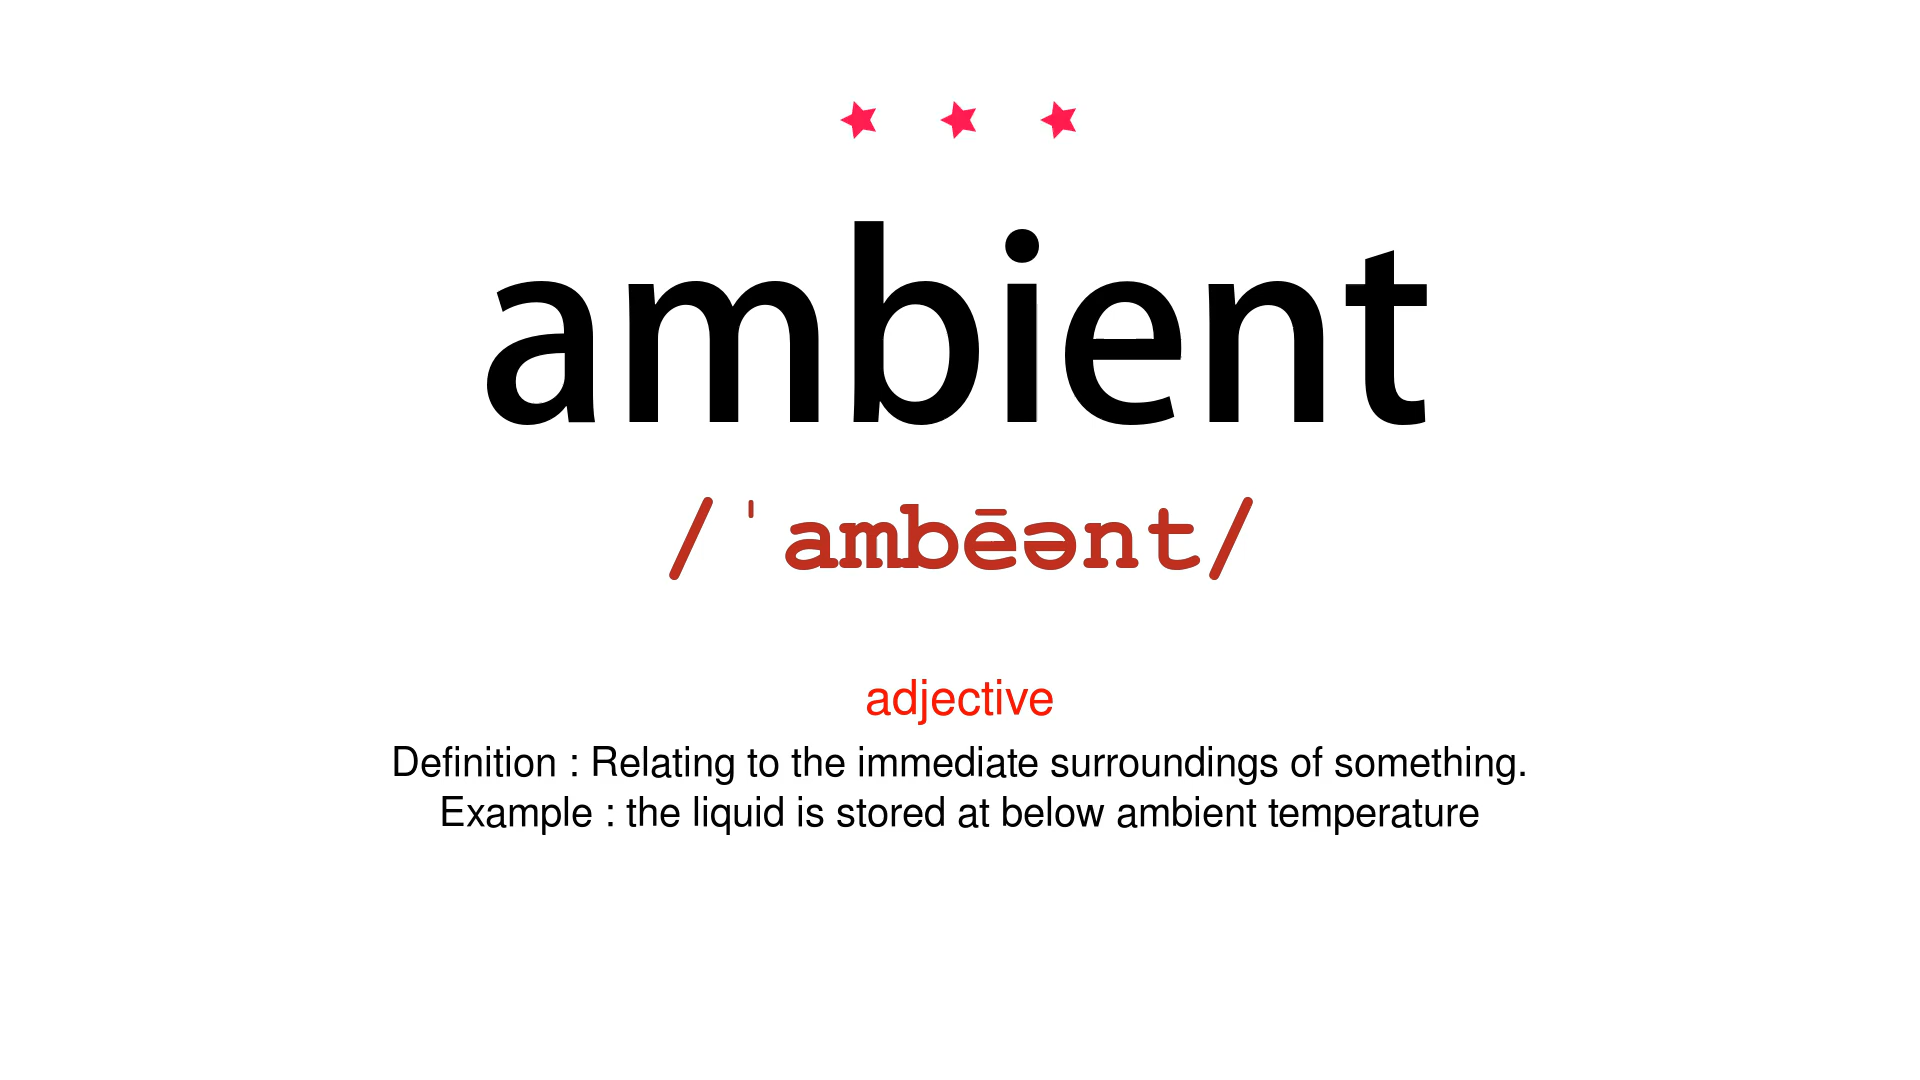 ambient
/ˈambēənt/
adjective
Definition : Relating to the immediate surroundings of something.
Example : the liquid is stored at below ambient temperature